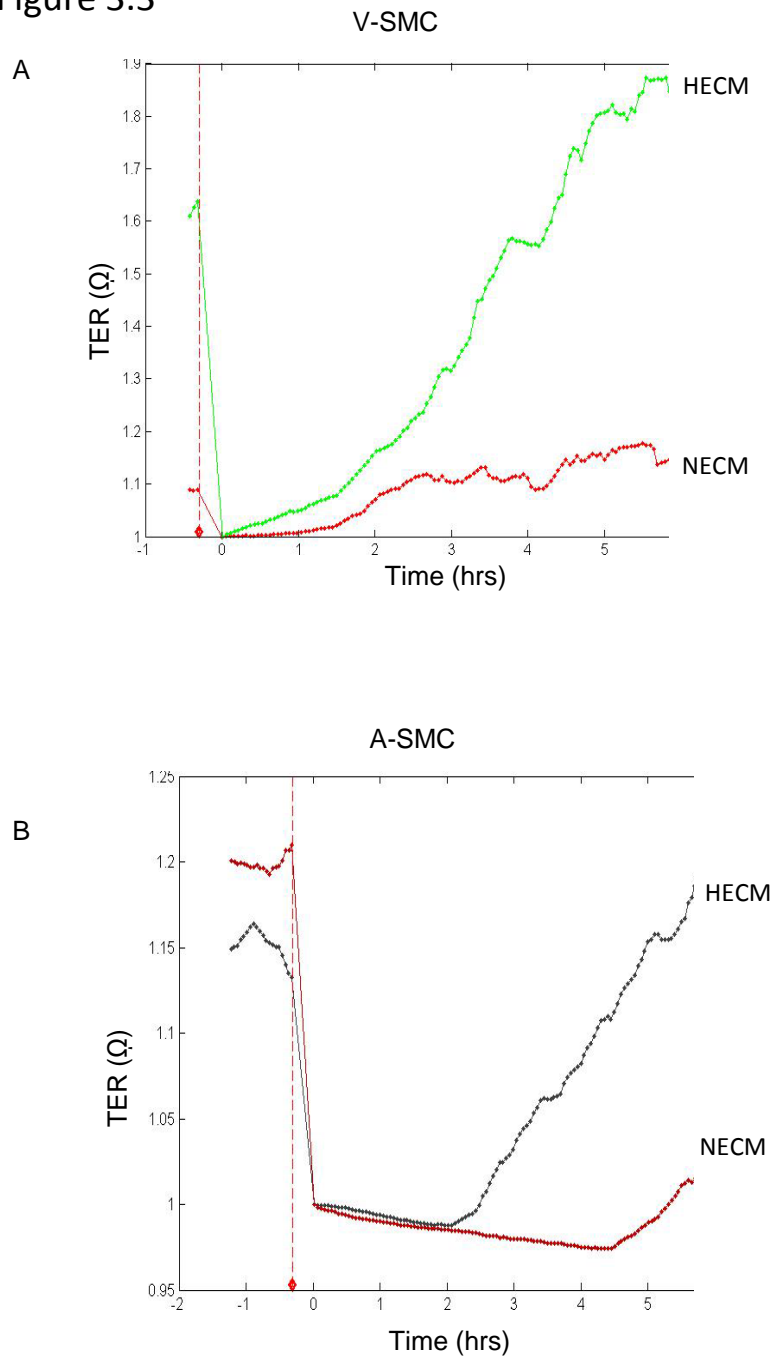 Figure 3.3
V-SMC
A
1.9
1.8
1.7
1.6
1.5
1.4
1.3
1.2
1.1
1
TER (Ω)
HECM
NECM
-1 0 1 2 3 4 5
Time (hrs)
A-SMC
B
1.25
1.2
1.15
1.1
1.05
1
0.95
TER (Ω)
HECM
NECM
-2 -1 0 1 2 3 4 5
Time (hrs)